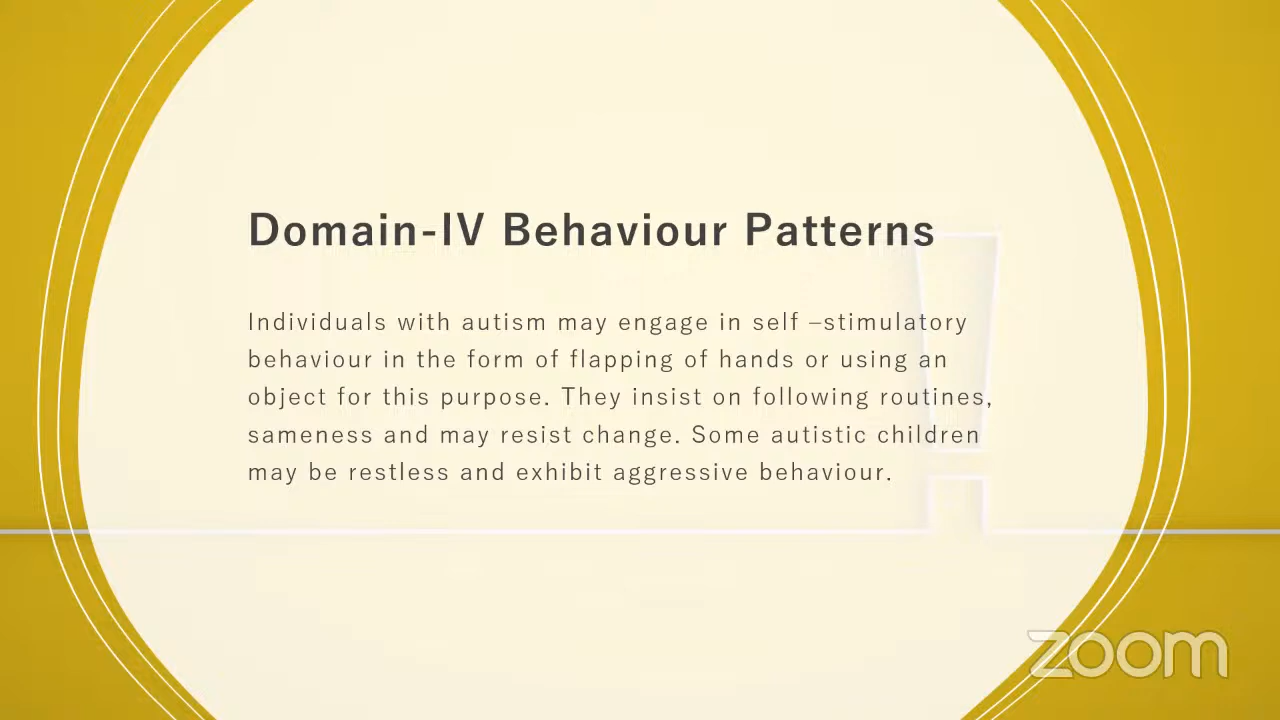 Domain-IV Behaviour Patterns
Individuals with autism may engage in self –stimulatory
behaviour in the form of flapping of hands or using an
object for this purpose. They insist on following routines,
sameness and may resist change. Some autistic children
may be restless and exhibit aggressive behaviour.
zoom